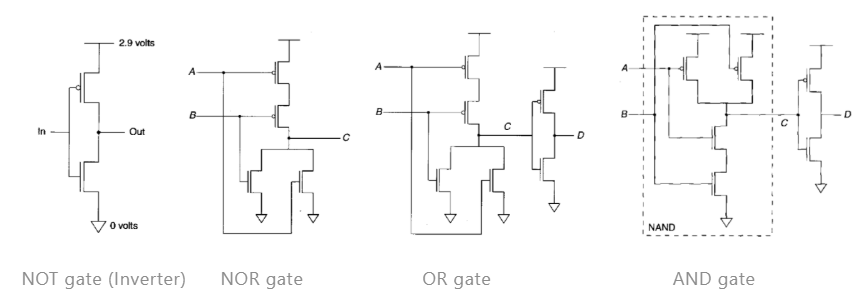 2.9 volts
In
Out
0 volts
A
B
C
A
B
C
D
A
B
C
D
NAND
NOT gate (Inverter)
NOR gate
OR gate
AND gate